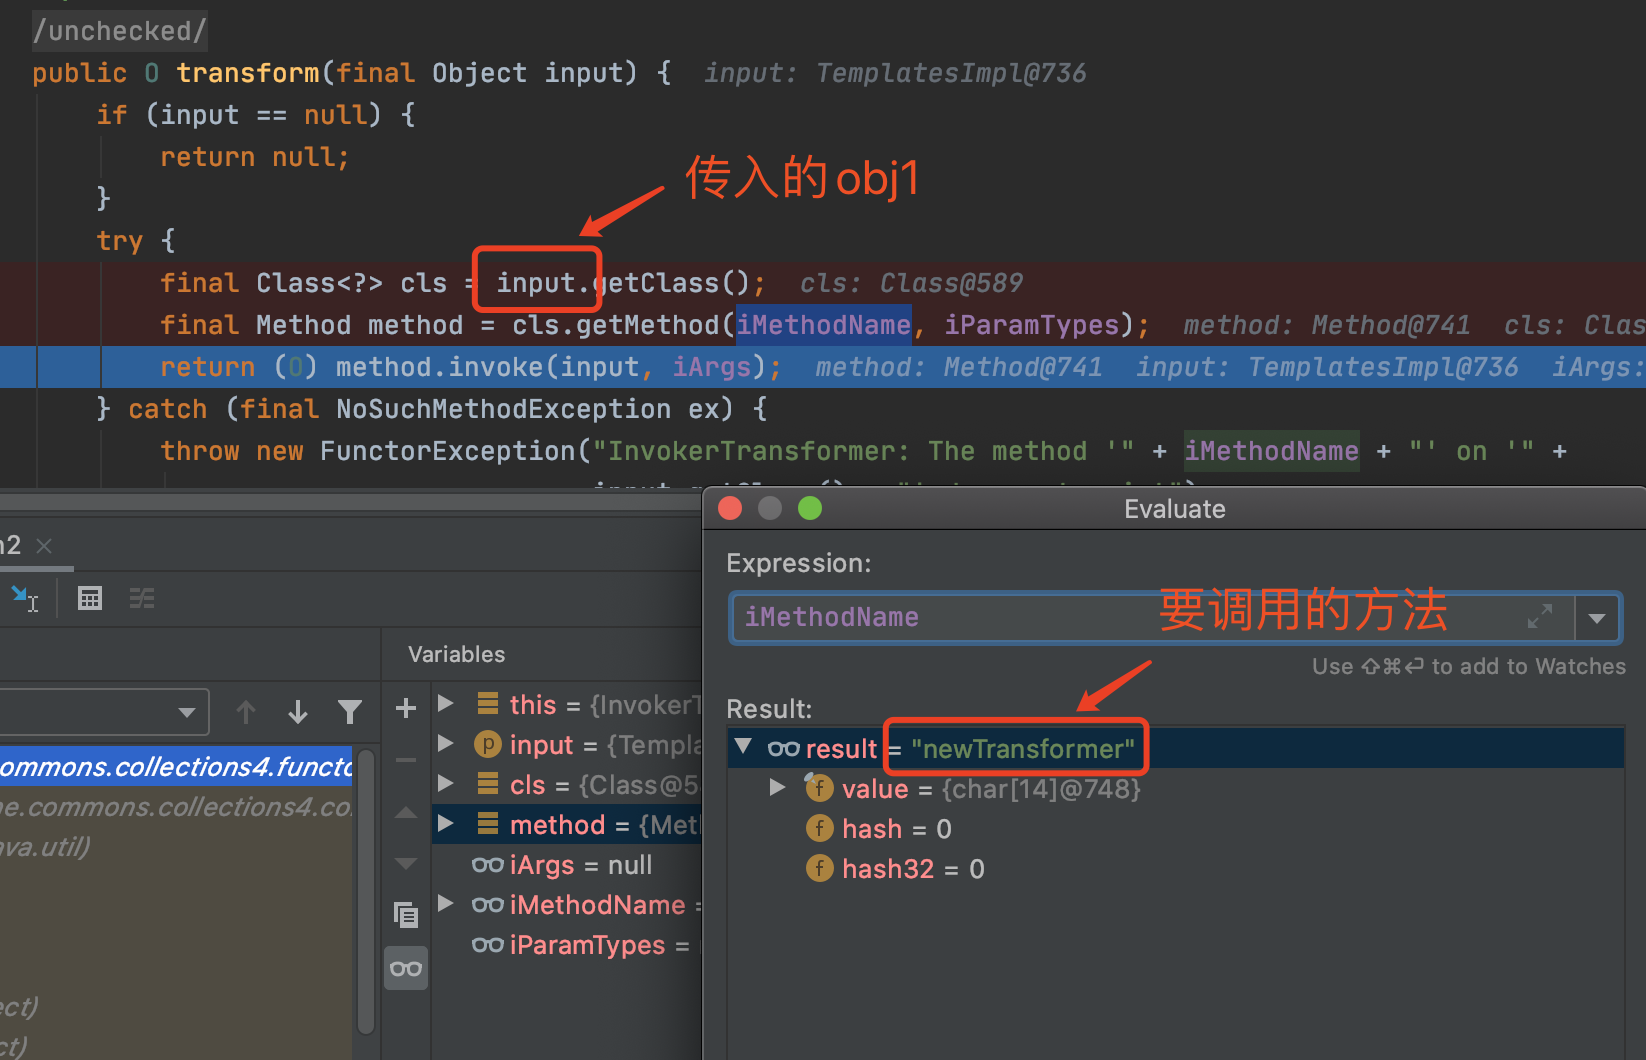 /unchecked/
public O transform(final Object input) {  input: TemplatesImpl@736
if (input == null) {
return null;
}
传入的obj1
try {
final Class<?> cls = input.getClass();  cls: Class@589
final Method method = cls.getMethod(iMethodName, iParamTypes);  method: Method@741  cls: Clas
return (O) method.invoke(input, iArgs);  method: Method@741  input: TemplatesImpl@736  iArgs:
} catch (final NoSuchMethodException ex) {
throw new FunctorException("InvokerTransformer: The method '" + iMethodName + "' on '" +
n2
Evaluate
Expression:
iMethodName
要调用的方法
Use ⇧⌘⏎ to add to Watches
Result:
result = "newTransformer"
value = {char[14]@748}
hash = 0
hash32 = 0
Variables
this = {InvokerT
input = {Templa
cls = {Class@5
method = {Met
iArgs = null
iMethodName =
iParamTypes =
ommons.collections4.functo
he.commons.collections4.co
ava.util)
ect)
ct)